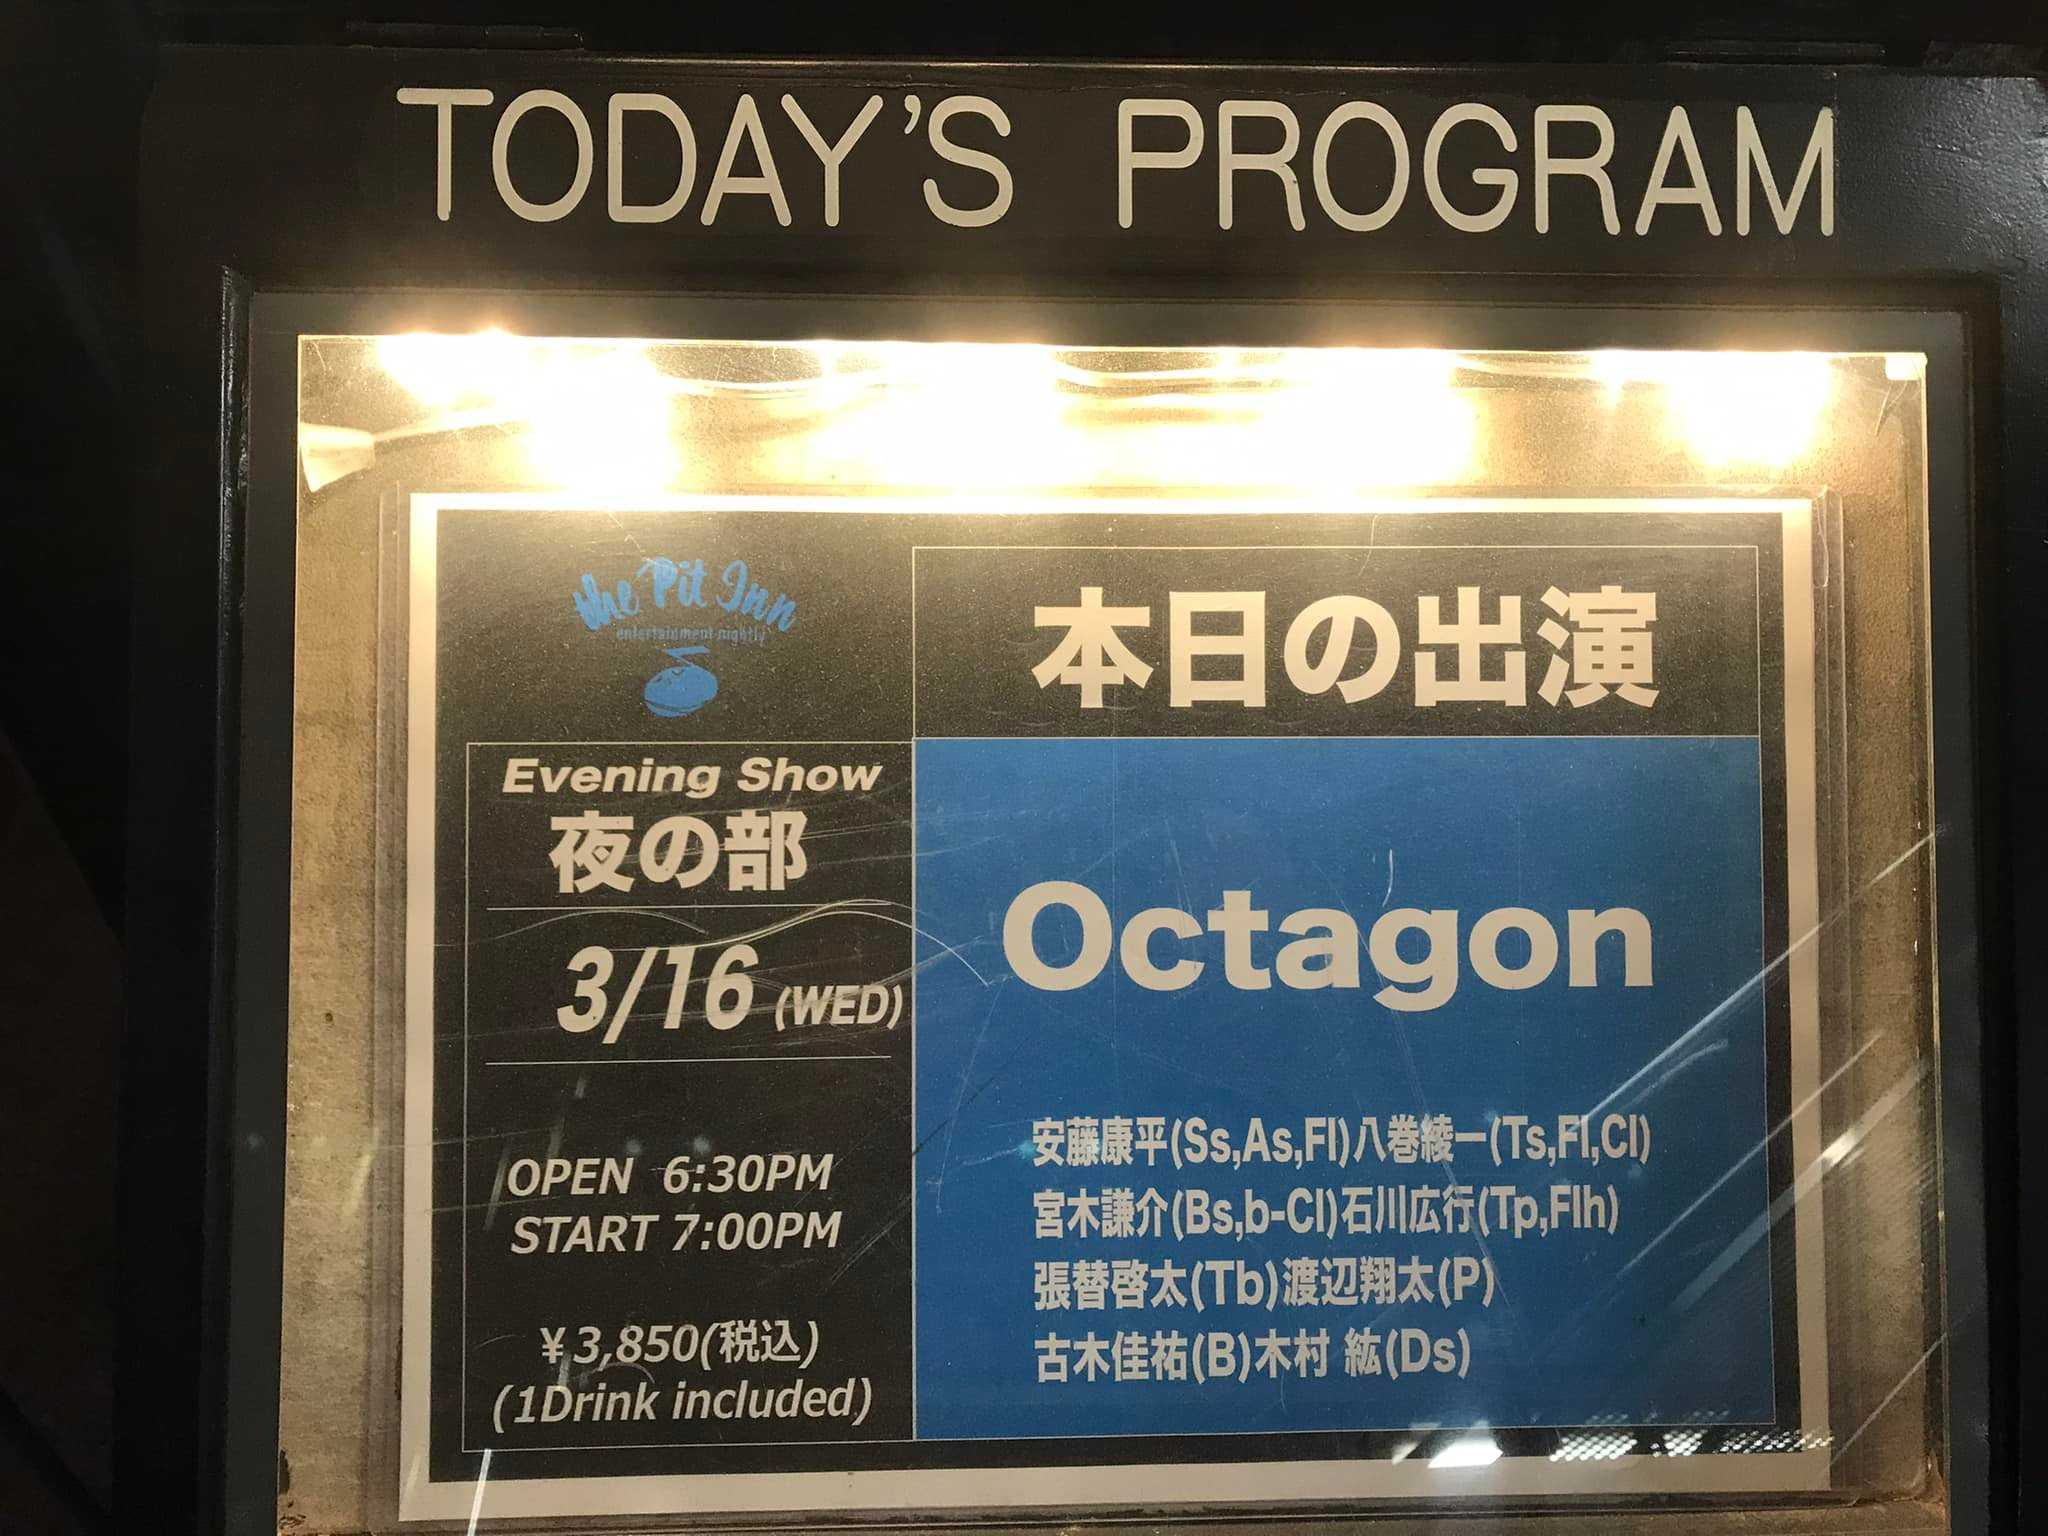 TODAY'S PROGRAM
the Pit Inn
entertainment nightly
本日の出演
Evening Show
夜の部
3/16 (WED)
OPEN 6:30PM
START 7:00PM
¥3,850(税込)
(1Drink included)
Octagon
安藤康平(Ss,As,Fl)八巻綾一(Ts,Fl,Cl)
宮木謙介(Bs,b-Cl)石川広行(Tp,Flh)
張替啓太(Tb)渡辺翔太(P)
古木佳祐(B)木村 紘(Ds)